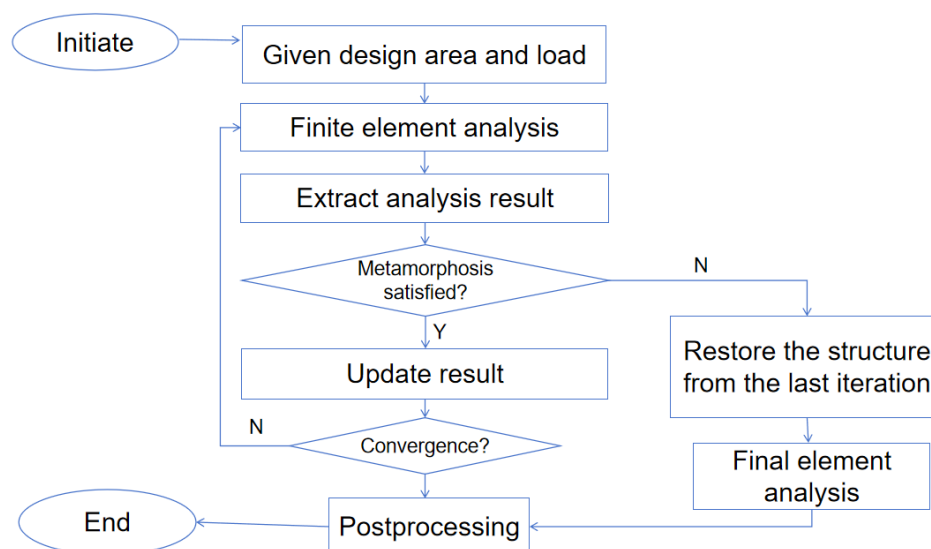 Initiate
Given design area and load
Finite element analysis
Extract analysis result
Metamorphosis
satisfied?
N
Y
Restore the structure
from the last iteration
Update result
N
Convergence?
Final element
analysis
End
Postprocessing